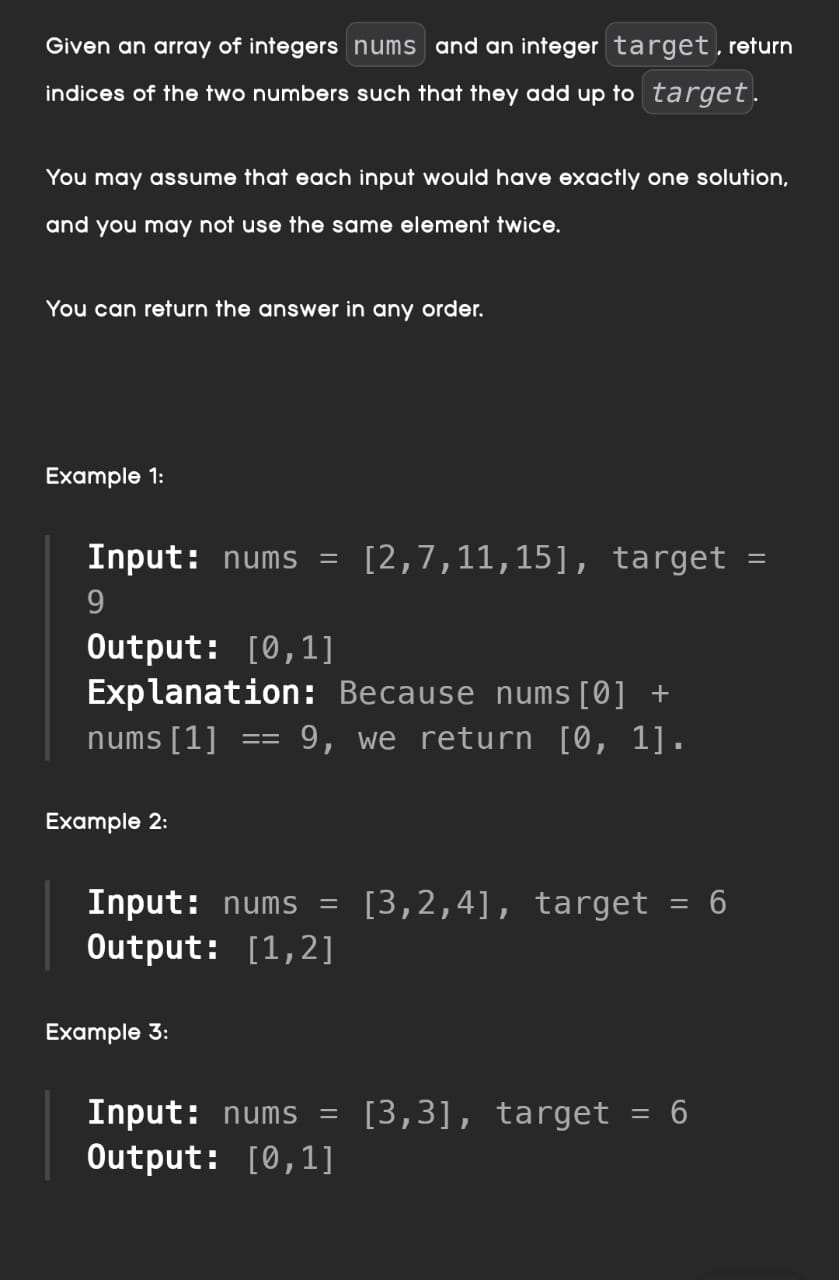 Given an array of integers nums and an integer target, return
indices of the two numbers such that they add up to target.
You may assume that each input would have exactly one solution,
and you may not use the same element twice.
You can return the answer in any order.
Example 1:
Input: nums = [2,7,11,15], target =
9
Output: [0,1]
Explanation: Because nums[0] +
nums[1] == 9, we return [0, 1].
Example 2:
Input: nums = [3,2,4], target = 6
Output: [1,2]
Example 3:
Input: nums = [3,3], target = 6
Output: [0,1]